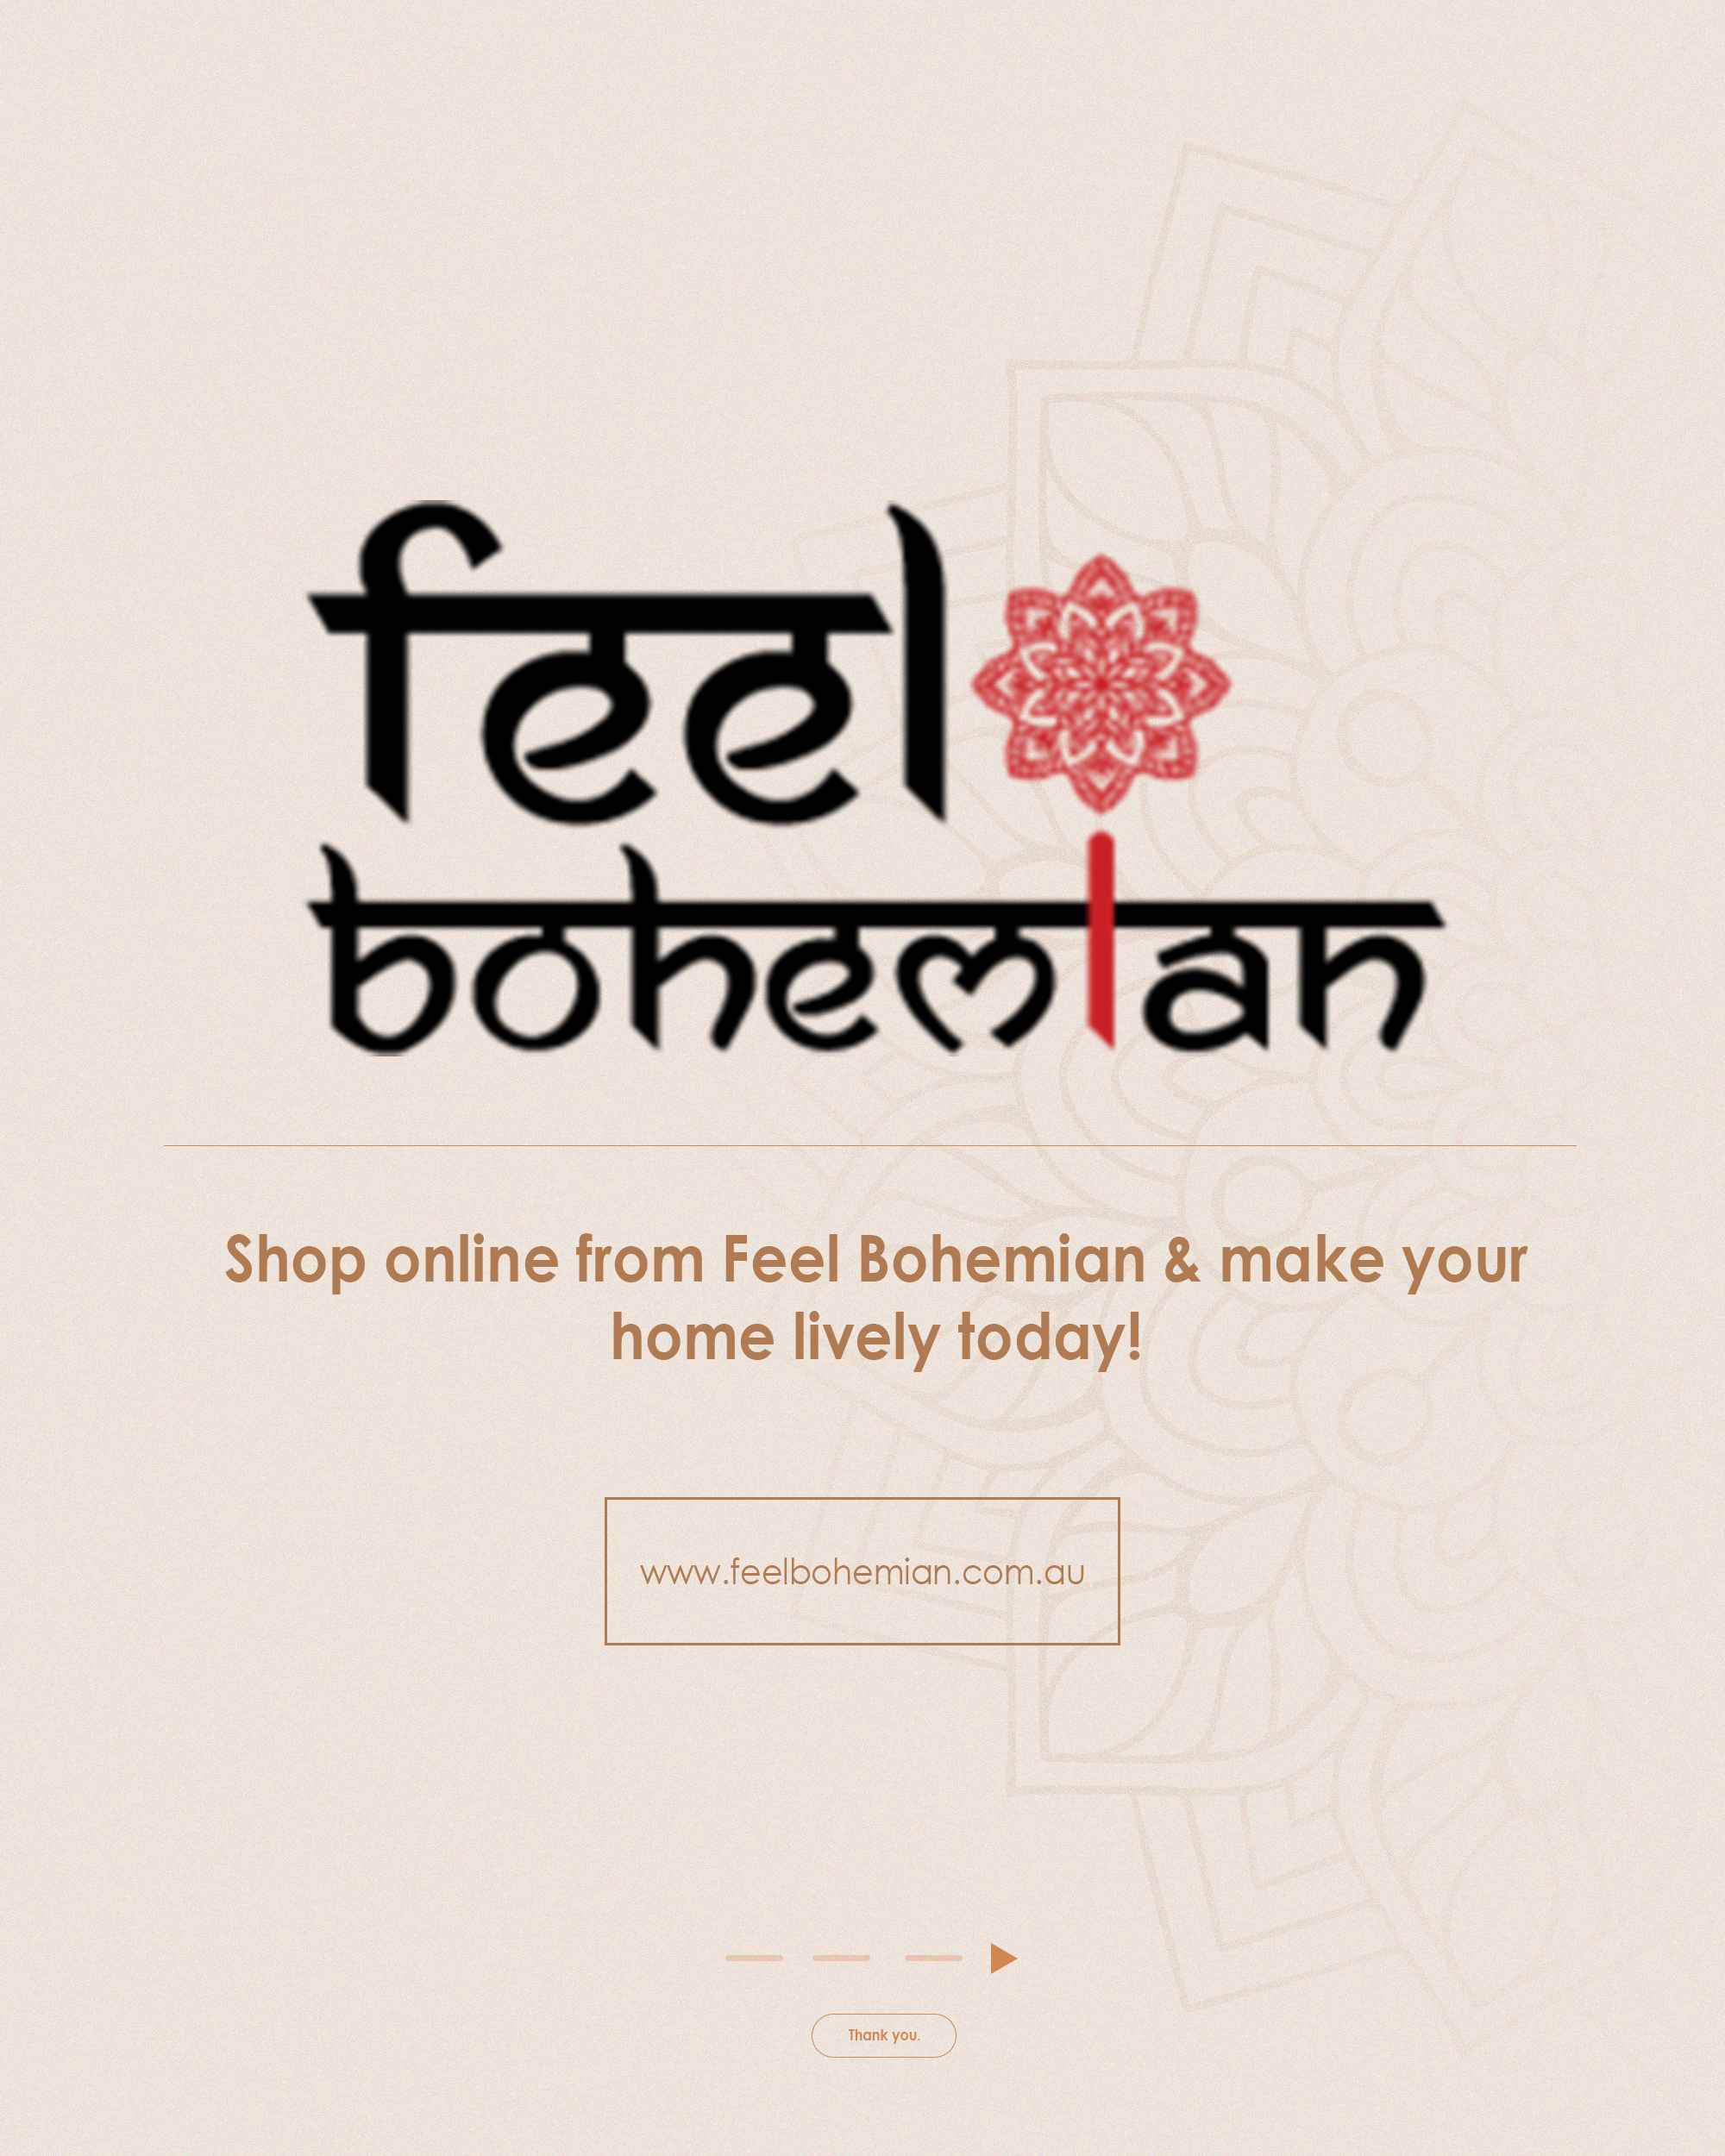 feel
bohemian
Shop online from Feel Bohemian & make your
home lively today!
www.feelbohemian.com.au
Thank you.